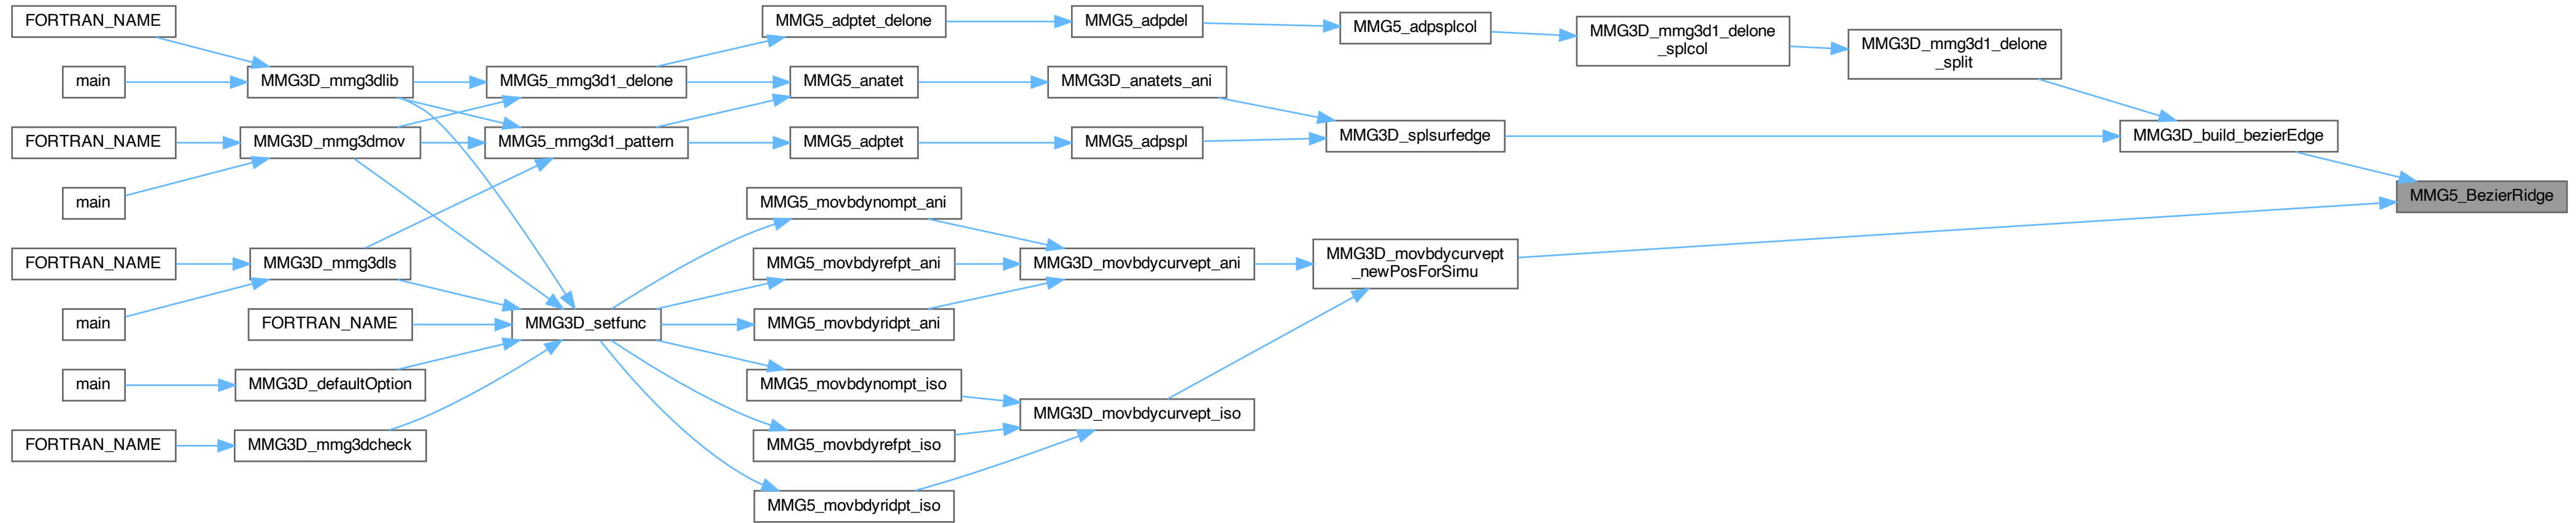 FORTRAN_NAME
main
FORTRAN_NAME
main
FORTRAN_NAME
main
FORTRAN_NAME
main
FORTRAN_NAME
MMG3D_mmg3dlib
MMG3D_mmg3dmov
MMG3D_mmg3dls
MMG3D_defaultOption
MMG3D_mmg3dcheck
MMG5_mmg3d1_delone
MMG5_mmg3d1_pattern
MMG3D_setfunc
MMG5_adptet_delone
MMG5_anatet
MMG5_adptet
MMG5_movbdynompt_ani
MMG5_movbdyrefpt_ani
MMG5_movbdyridpt_ani
MMG5_movbdynompt_iso
MMG5_movbdyrefpt_iso
MMG5_movbdyridpt_iso
MMG5_adpdel
MMG3D_anatets_ani
MMG5_adpspl
MMG3D_movbdycurvept_ani
MMG3D_movbdycurvept_iso
MMG5_adpsplcol
MMG3D_splsurfedge
MMG3D_movbdycurvept
_newPosForSimu
MMG3D_mmg3d1_delone
_splcol
MMG3D_mmg3d1_delone
_split
MMG3D_build_bezierEdge
MMG5_BezierRidge